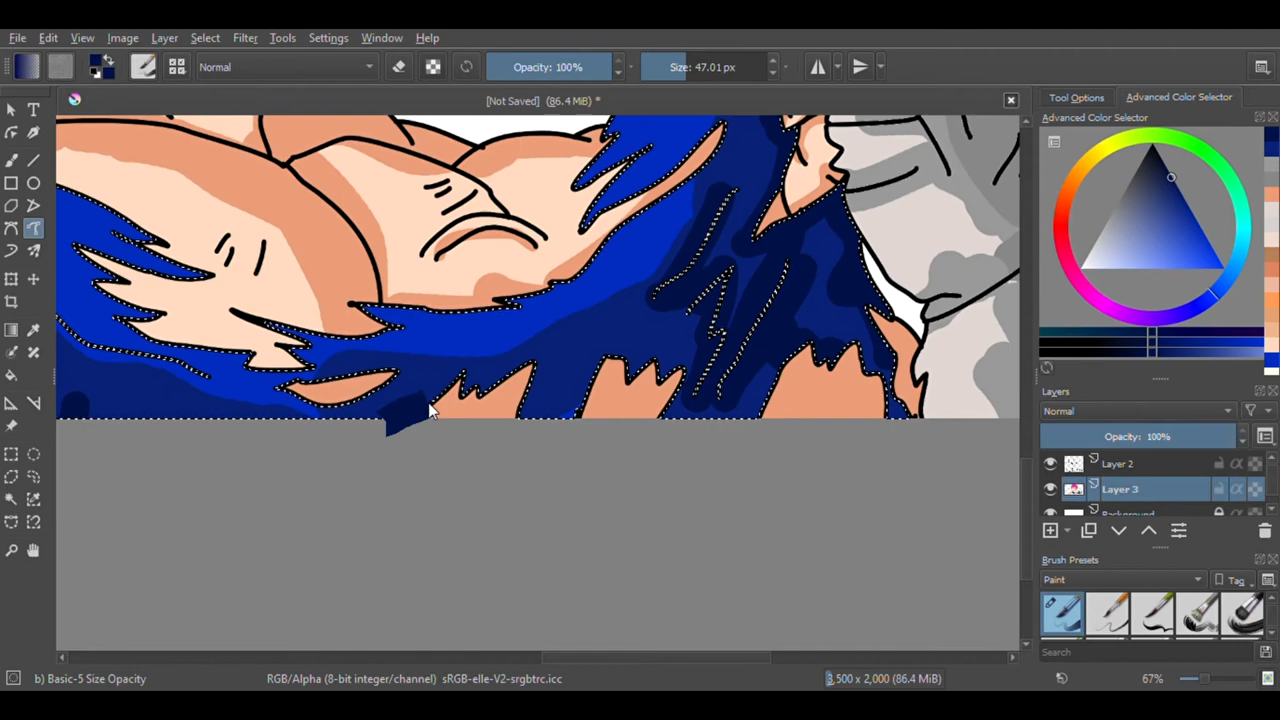 File Edit View Image Layer Select Filter Tools Settings Window Help
Normal Opacity: 100% Size: 47.01 px
[Not Saved] (86.4 MiB) * Tool Options Advanced Color Selector
Advanced Color Selector
Layers
Normal
Opacity: 100%
Layer 2
Layer 3
Background
Brush Presets
Paint Tag
Search
b) Basic-5 Size Opacity RGB/Alpha (8-bit integer/channel) sRGB-elle-V2-srgbtrc.icc 3,500 x 2,000 (86.4 MiB) 67%